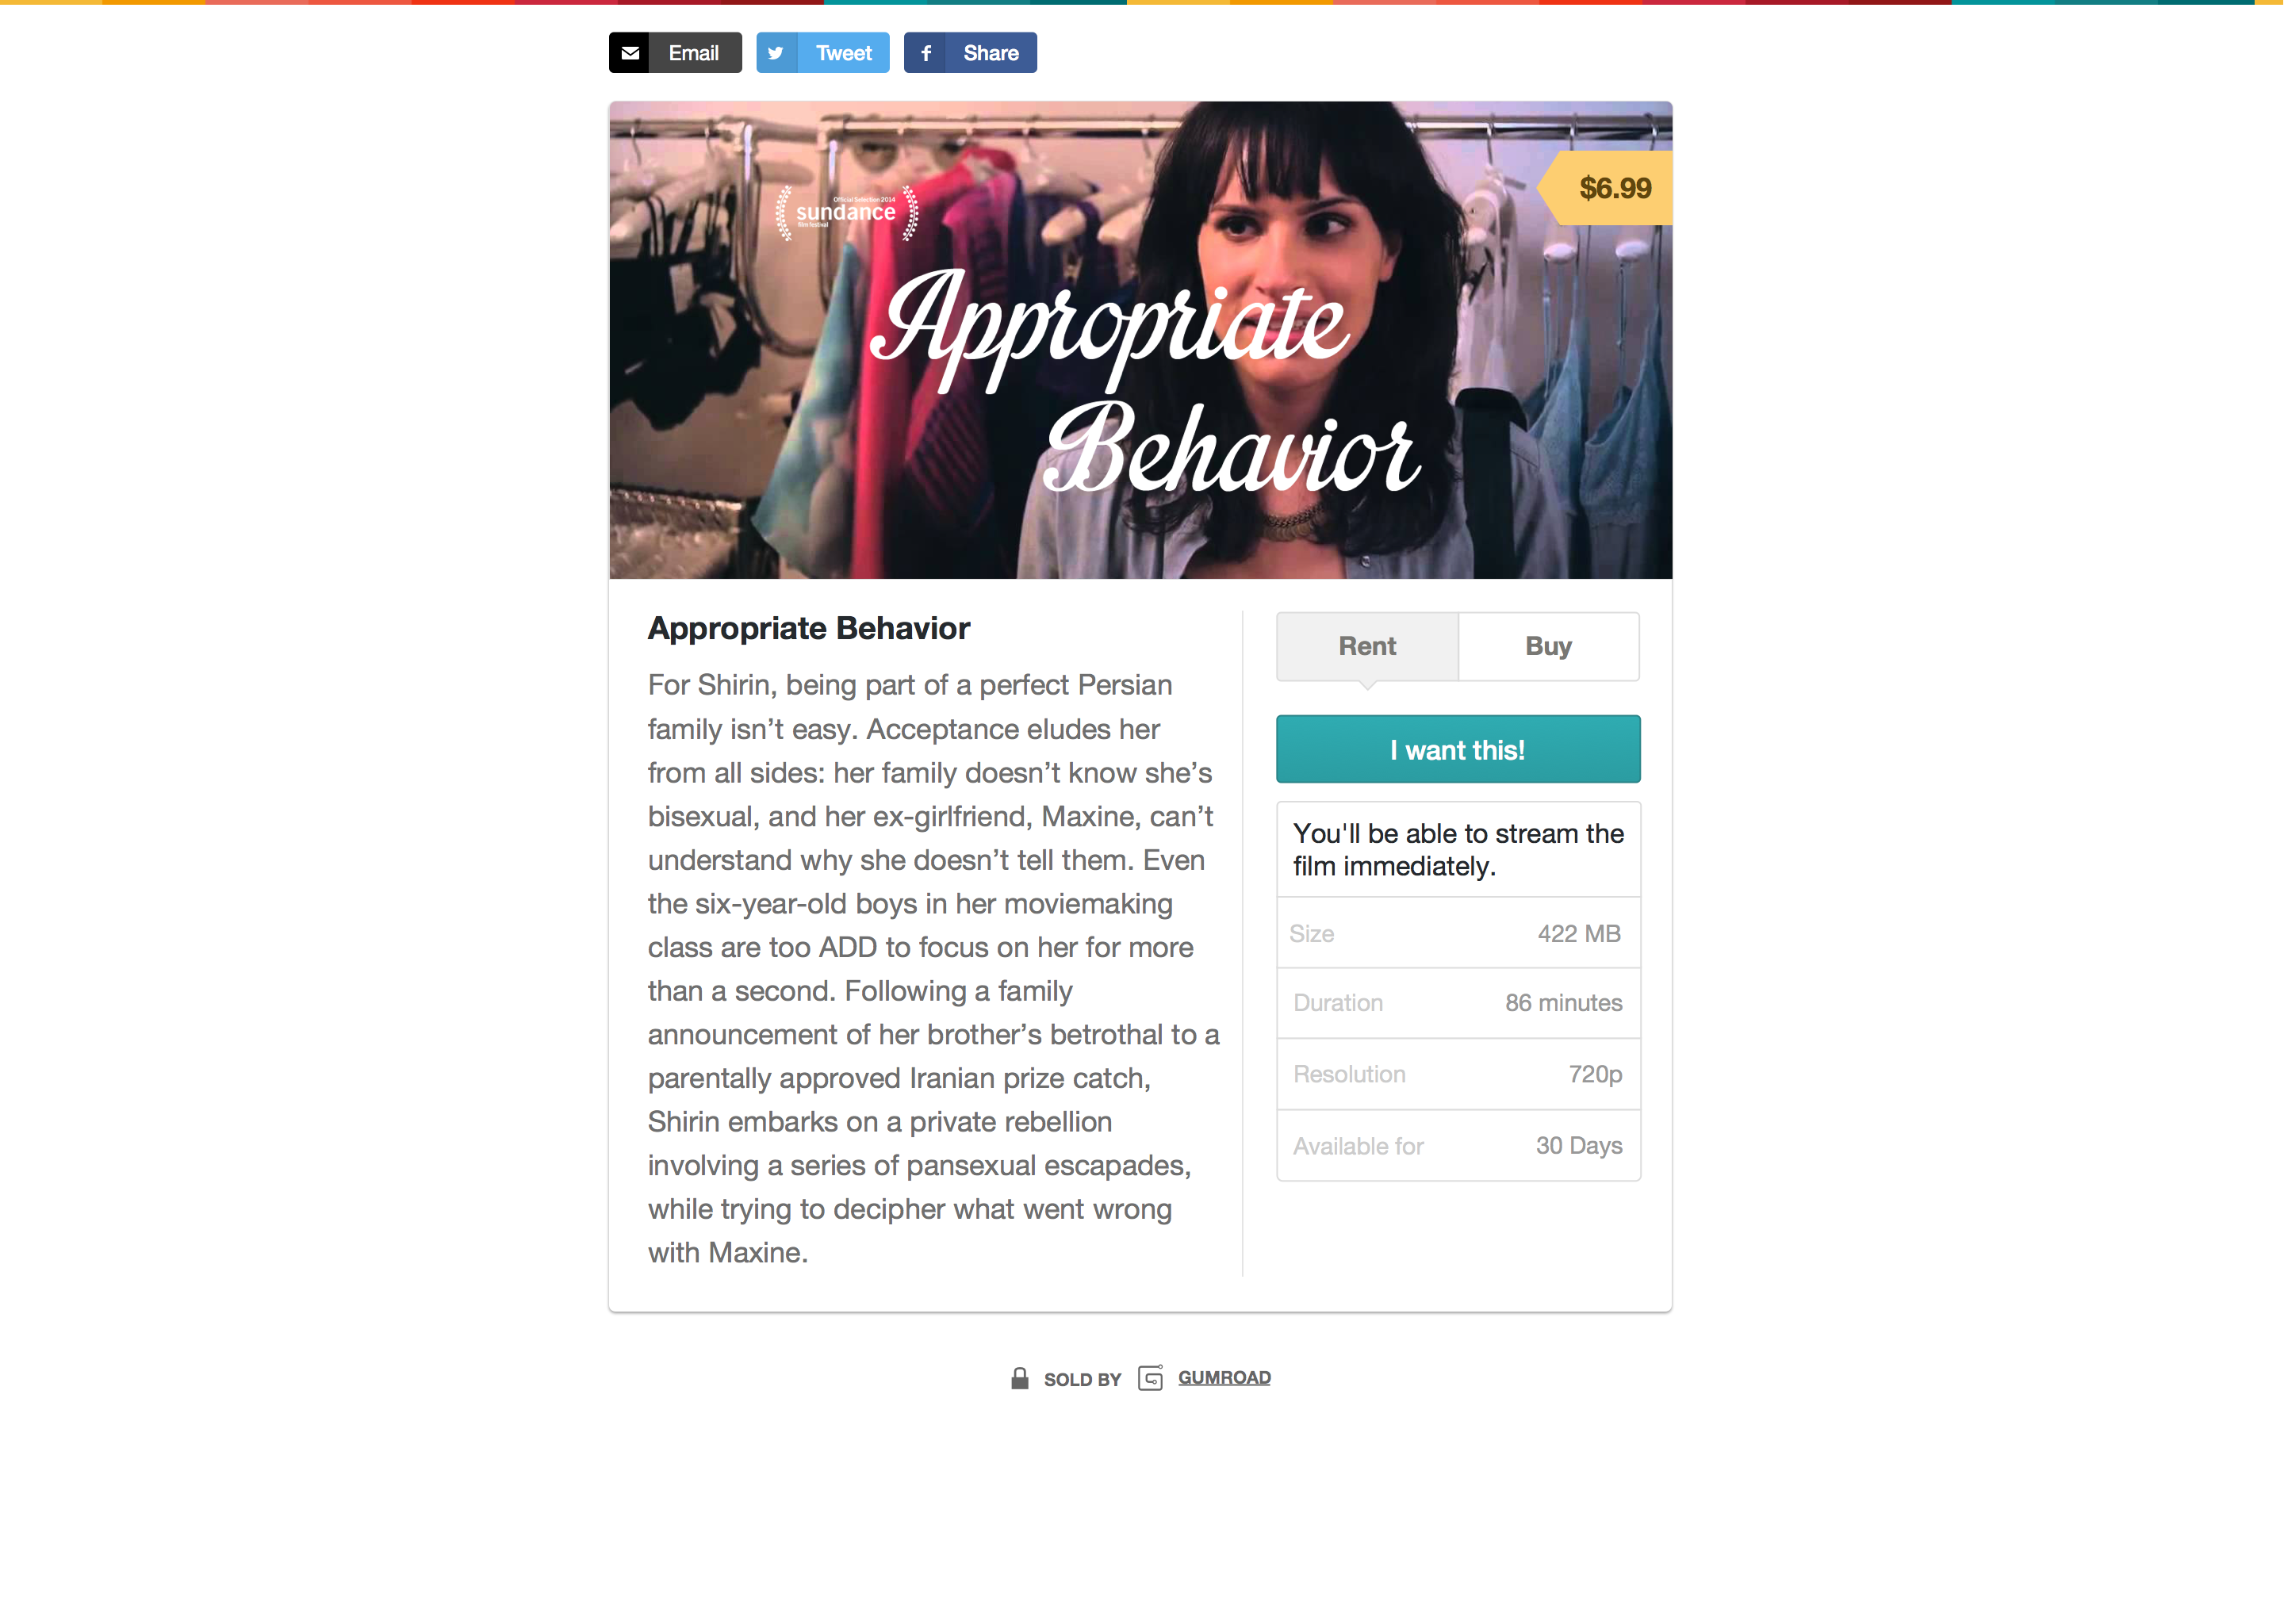 Email
Tweet
Share
Official Selection 2014
sundance
film festival
$6.99
Appropriate
Behavior
Appropriate Behavior
For Shirin, being part of a perfect Persian
family isn’t easy. Acceptance eludes her
from all sides: her family doesn’t know she’s
bisexual, and her ex-girlfriend, Maxine, can’t
understand why she doesn’t tell them. Even
the six-year-old boys in her moviemaking
class are too ADD to focus on her for more
than a second. Following a family
announcement of her brother’s betrothal to a
parentally approved Iranian prize catch,
Shirin embarks on a private rebellion
involving a series of pansexual escapades,
while trying to decipher what went wrong
with Maxine.
Rent
Buy
I want this!
You'll be able to stream the
film immediately.
Size 422 MB
Duration 86 minutes
Resolution 720p
Available for 30 Days
SOLD BY GUMROAD